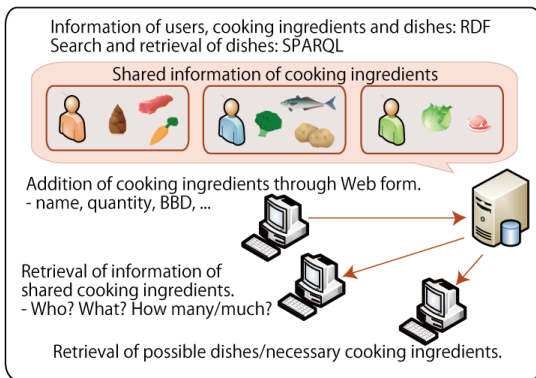 Information of users, cooking ingredients and dishes: RDF
Search and retrieval of dishes: SPARQL
Shared information of cooking ingredients
Addition of cooking ingredients through Web form.
- name, quantity, BBD, ...
Retrieval of information of
shared cooking ingredients.
- Who? What? How many/much?
Retrieval of possible dishes/necessary cooking ingredients.